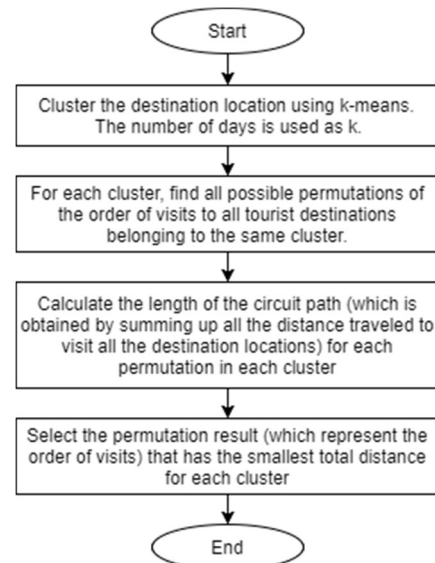 Start
Cluster the destination location using k-means.
The number of days is used as k.
For each cluster, find all possible permutations of
the order of visits to all tourist destinations
belonging to the same cluster.
Calculate the length of the circuit path (which is
obtained by summing up all the distance traveled to
visit all the destination locations) for each
permutation in each cluster
Select the permutation result (which represent the
order of visits) that has the smallest total distance
for each cluster
End